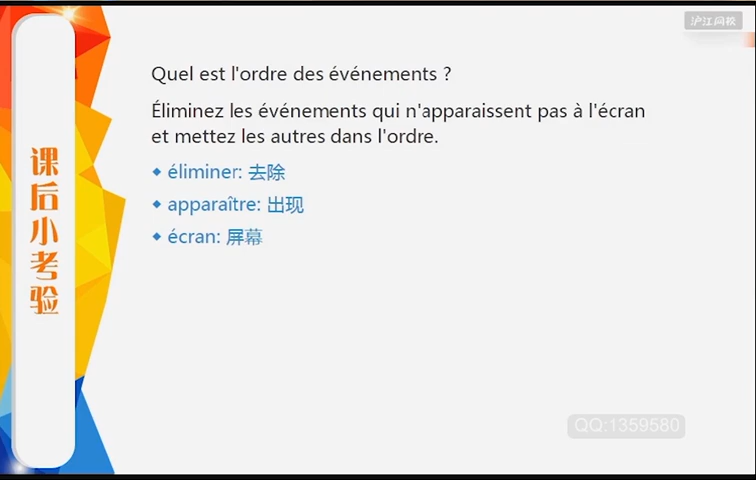 沪江网校
Quel est l'ordre des événements ?
Éliminez les événements qui n'apparaissent pas à l'écran
et mettez les autres dans l'ordre.
éliminer: 去除
apparaître: 出现
écran: 屏幕
课后小考验
QQ:1359580